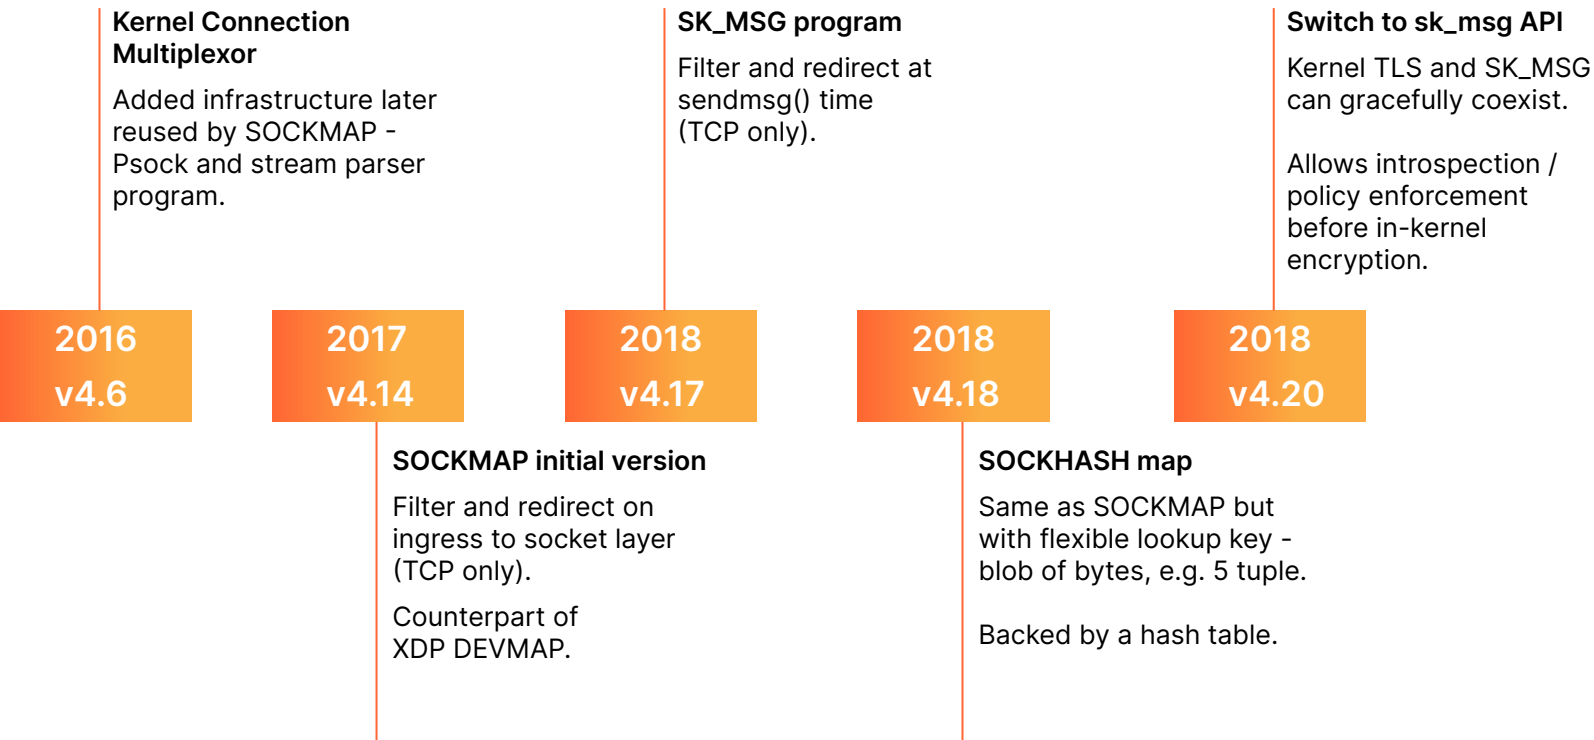 Kernel Connection
Multiplexor
Added infrastructure later
reused by SOCKMAP -
Psock and stream parser
program.
SK_MSG program
Filter and redirect at
sendmsg() time
(TCP only).
Switch to sk_msg API
Kernel TLS and SK_MSG
can gracefully coexist.
Allows introspection /
policy enforcement
before in-kernel
encryption.
2016
v4.6
2017
v4.14
2018
v4.17
2018
v4.18
2018
v4.20
SOCKMAP initial version
Filter and redirect on
ingress to socket layer
(TCP only).
Counterpart of
XDP DEVMAP.
SOCKHASH map
Same as SOCKMAP but
with flexible lookup key -
blob of bytes, e.g. 5 tuple.
Backed by a hash table.